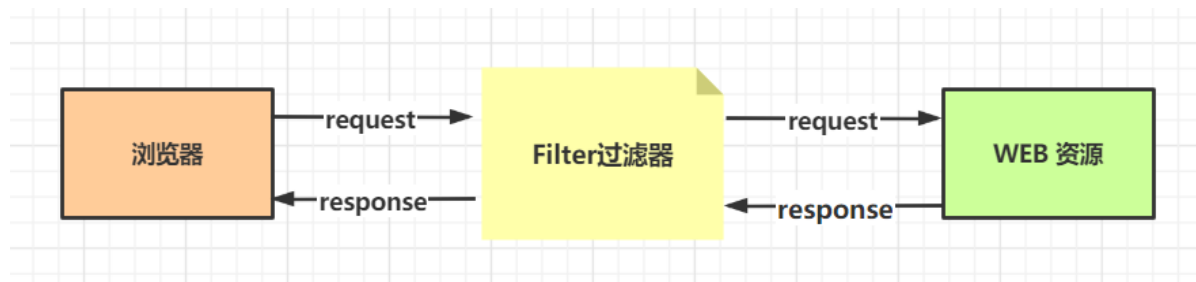 浏览器
request
response
Filter过滤器
request
response
WEB 资源